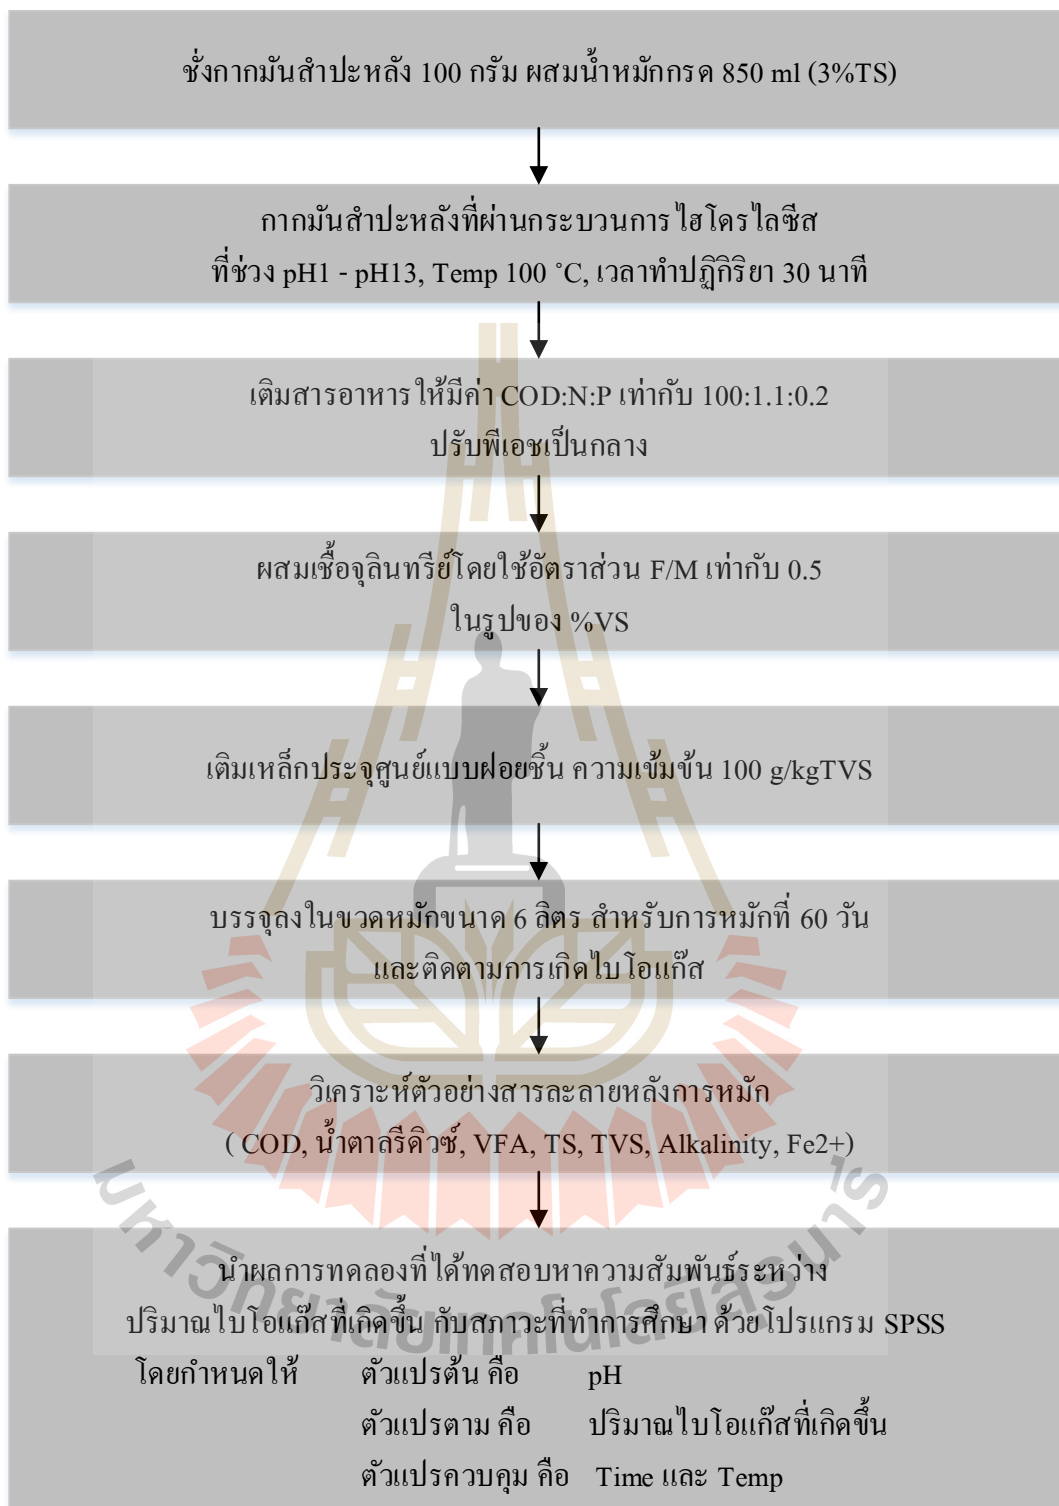 ชั่งกากมันสำปะหลัง 100 กรัม ผสมน้ำหมักกรด 850 ml (3%TS)
กากมันสำปะหลังที่ผ่านกระบวนการไฮโดรไลซีส
ที่ช่วง pH1 - pH13, Temp 100 ˚C, เวลาทำปฏิกิริยา 30 นาที
เติมสารอาหารให้มีค่า COD:N:P เท่ากับ 100:1.1:0.2
ปรับพีเอชเป็นกลาง
ผสมเชื้อจุลินทรีย์โดยใช้อัตราส่วน F/M เท่ากับ 0.5
ในรูปของ %VS
เติมเหล็กประจุศูนย์แบบฝอยชิ้น ความเข้มข้น 100 g/kgTVS
บรรจุลงในขวดหมักขนาด 6 ลิตร สำหรับการหมักที่ 60 วัน
และติดตามการเกิดไบโอแก๊ส
วิเคราะห์ตัวอย่างสารละลายหลังการหมัก
( COD, น้ำตาลรีดิวซ์, VFA, TS, TVS, Alkalinity, Fe2+)
นำผลการทดลองที่ได้ทดสอบหาความสัมพันธ์ระหว่าง
ปริมาณไบโอแก๊สที่เกิดขึ้น กับสภาวะที่ทำการศึกษา ด้วยโปรแกรม SPSS
โดยกำหนดให้ ตัวแปรต้น คือ pH
ตัวแปรตาม คือ ปริมาณไบโอแก๊สที่เกิดขึ้น
ตัวแปรควบคุม คือ Time และ Temp
มหาวิทยาลัยเทคโนโลยีสุรนารี